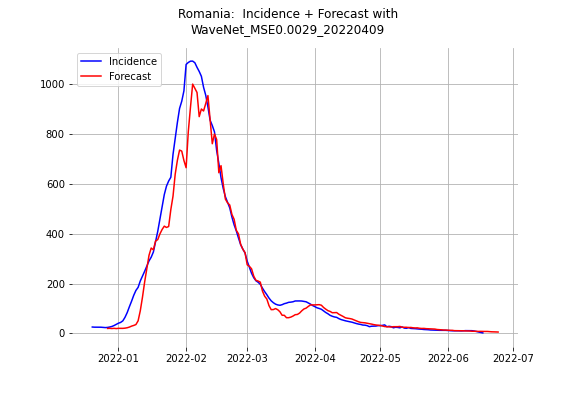 Romania:  Incidence + Forecast with
WaveNet_MSE0.0029_20220409
Incidence
Forecast
1000
800
600
400
200
0
2022-01 2022-02 2022-03 2022-04 2022-05 2022-06 2022-07